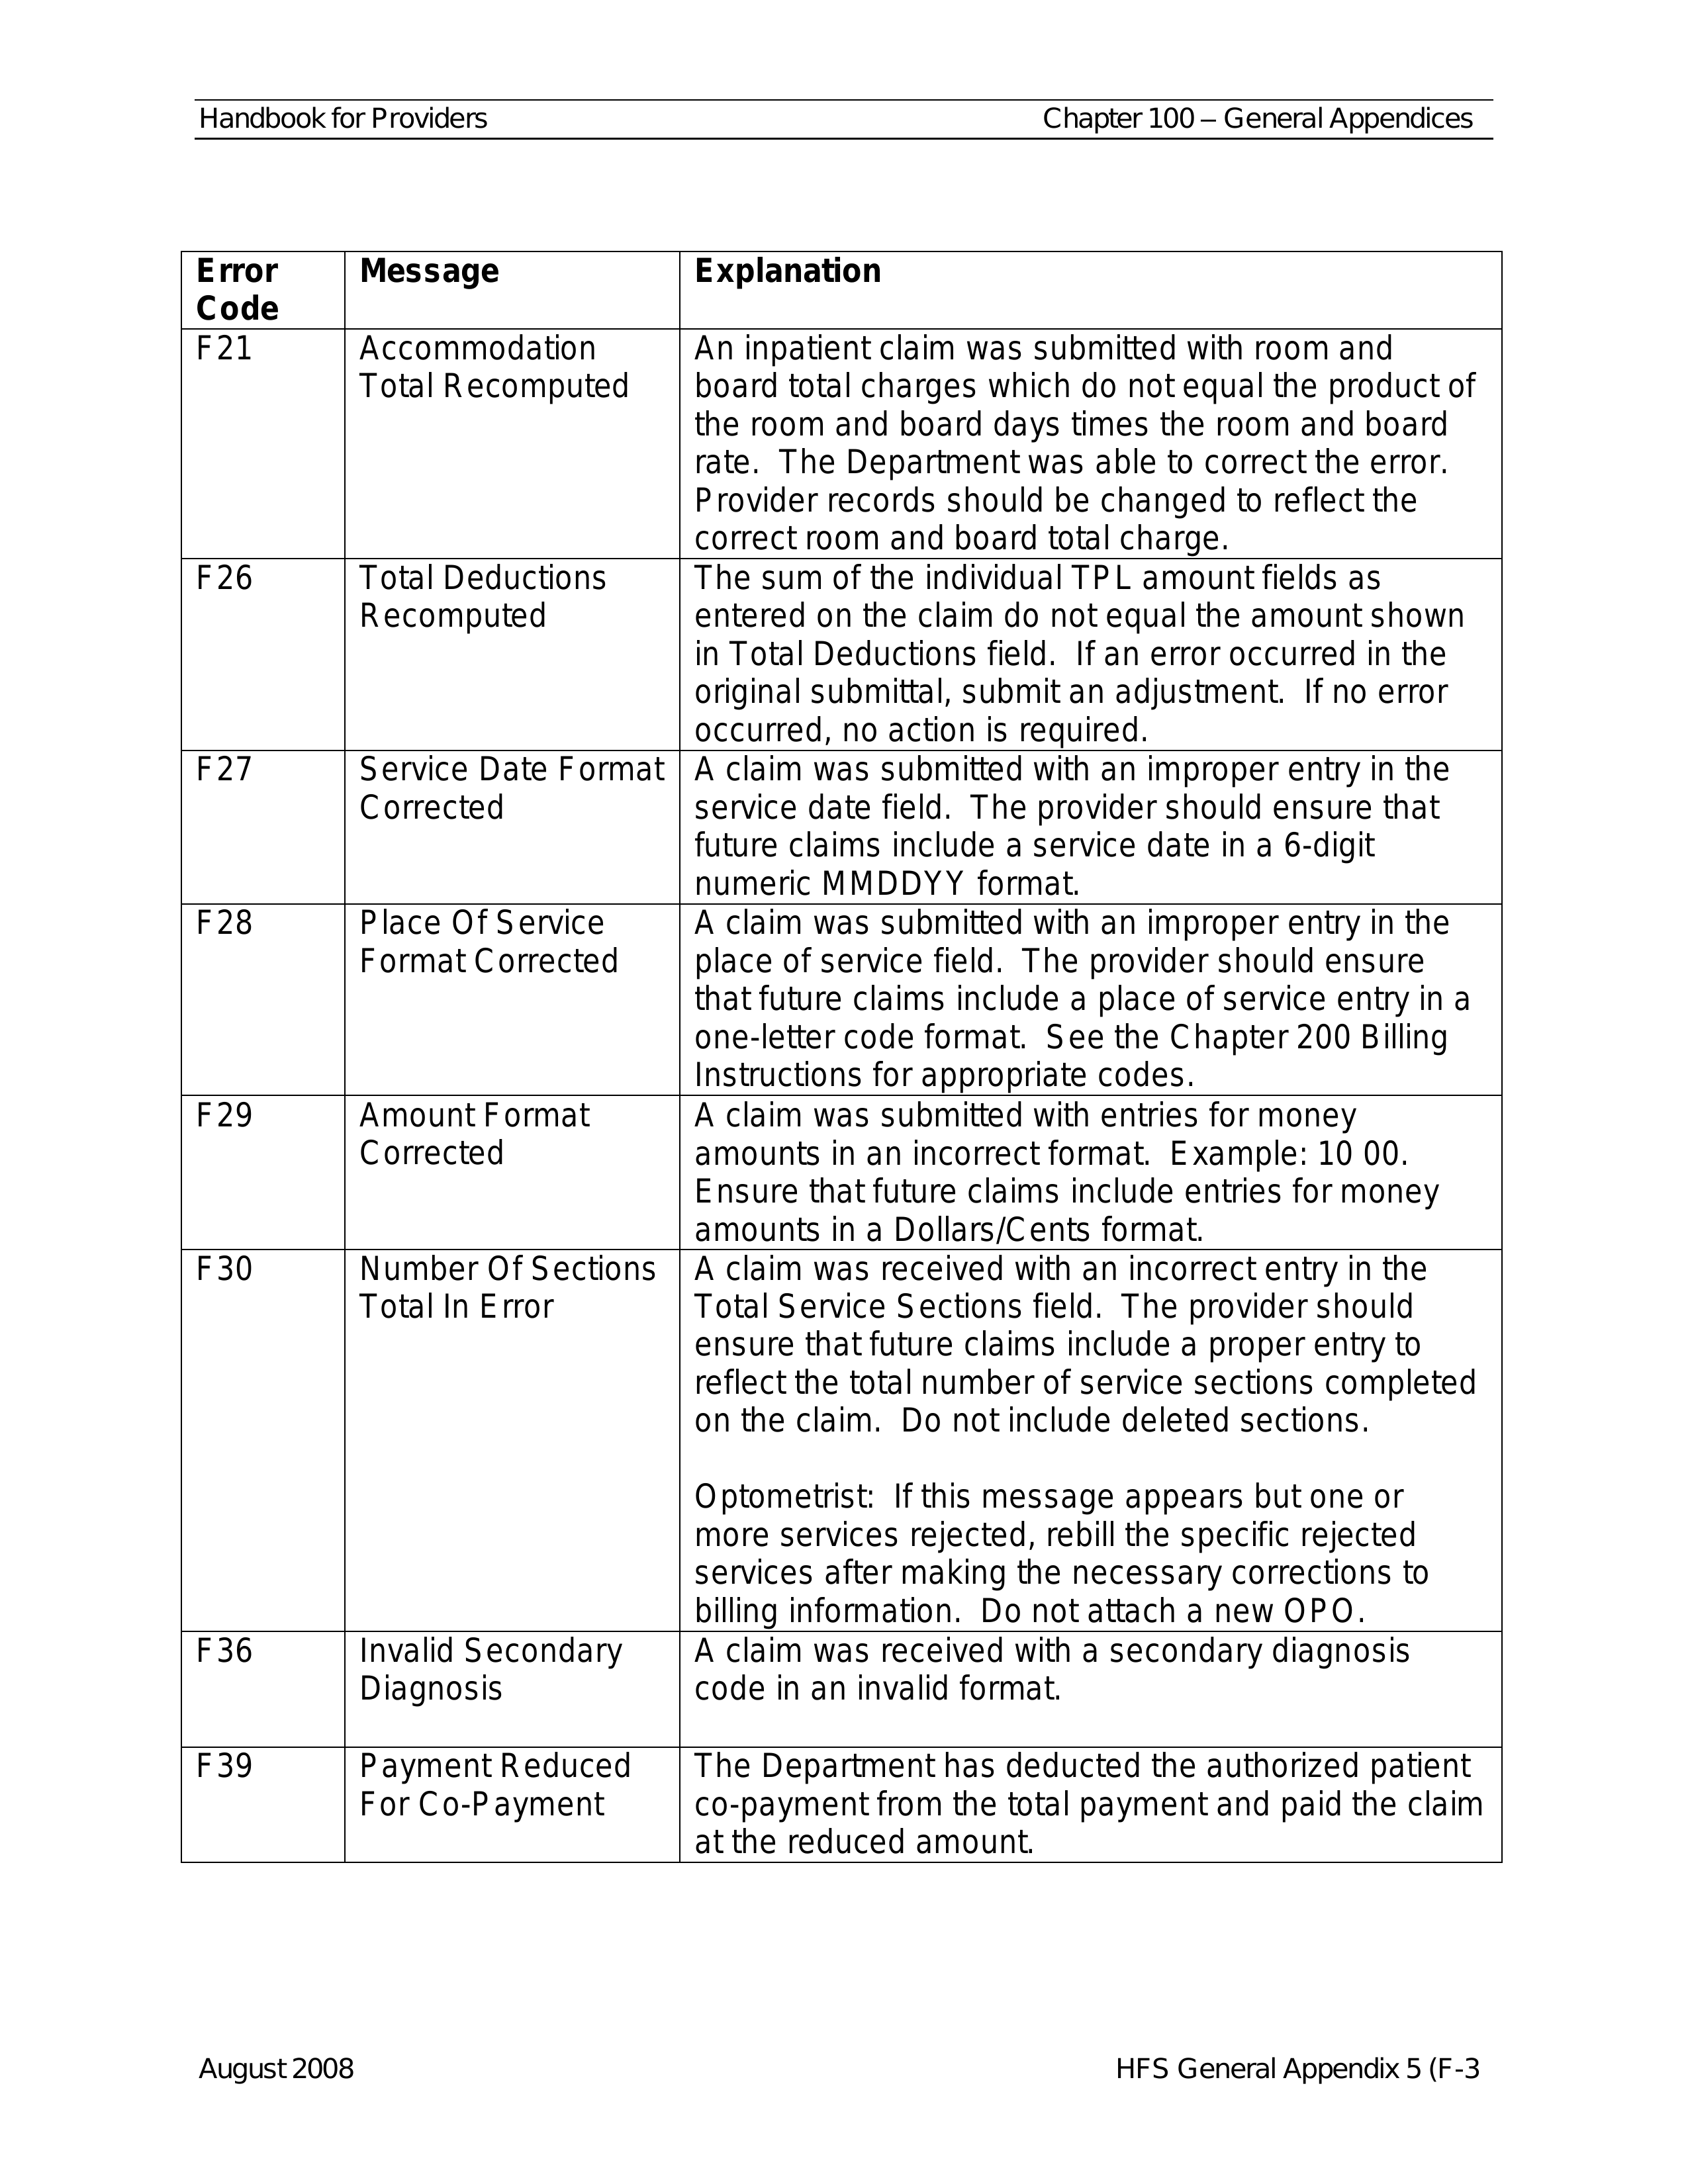 Handbook for Providers
Chapter 100 – General Appendices
Error
Code
Message
Explanation
F21
Accommodation
Total Recomputed
An inpatient claim was submitted with room and
board total charges which do not equal the product of
the room and board days times the room and board
rate.  The Department was able to correct the error.
Provider records should be changed to reflect the
correct room and board total charge.
F26
Total Deductions
Recomputed
The sum of the individual TPL amount fields as
entered on the claim do not equal the amount shown
in Total Deductions field.  If an error occurred in the
original submittal, submit an adjustment.  If no error
occurred, no action is required.
F27
Service Date Format
Corrected
A claim was submitted with an improper entry in the
service date field.  The provider should ensure that
future claims include a service date in a 6-digit
numeric MMDDYY format.
F28
Place Of Service
Format Corrected
A claim was submitted with an improper entry in the
place of service field.  The provider should ensure
that future claims include a place of service entry in a
one-letter code format.  See the Chapter 200 Billing
Instructions for appropriate codes.
F29
Amount Format
Corrected
A claim was submitted with entries for money
amounts in an incorrect format.  Example: 10 00.
Ensure that future claims include entries for money
amounts in a Dollars/Cents format.
F30
Number Of Sections
Total In Error
A claim was received with an incorrect entry in the
Total Service Sections field.  The provider should
ensure that future claims include a proper entry to
reflect the total number of service sections completed
on the claim.  Do not include deleted sections.
Optometrist:  If this message appears but one or
more services rejected, rebill the specific rejected
services after making the necessary corrections to
billing information.  Do not attach a new OPO.
F36
Invalid Secondary
Diagnosis
A claim was received with a secondary diagnosis
code in an invalid format.
F39
Payment Reduced
For Co-Payment
The Department has deducted the authorized patient
co-payment from the total payment and paid the claim
at the reduced amount.
August 2008
HFS General Appendix 5 (F-3